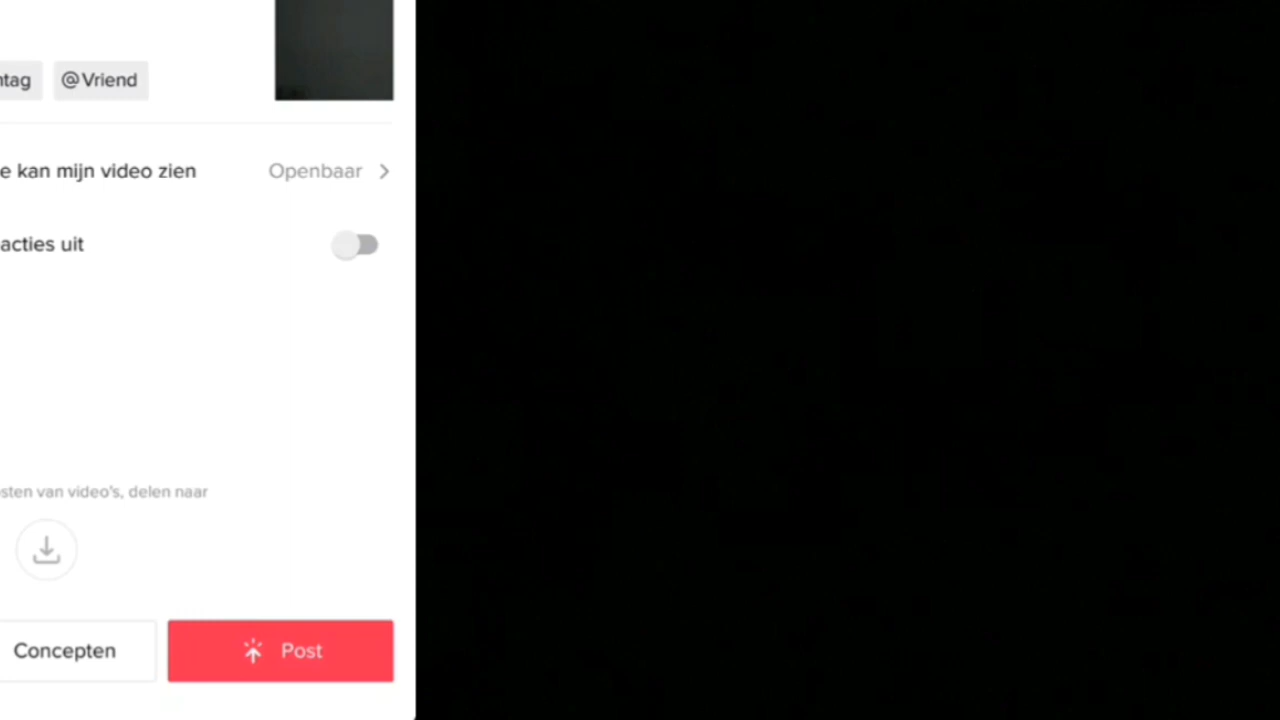 ntag @Vriend
e kan mijn video zien Openbaar
acties uit
sten van video's, delen naar
Concepten Post